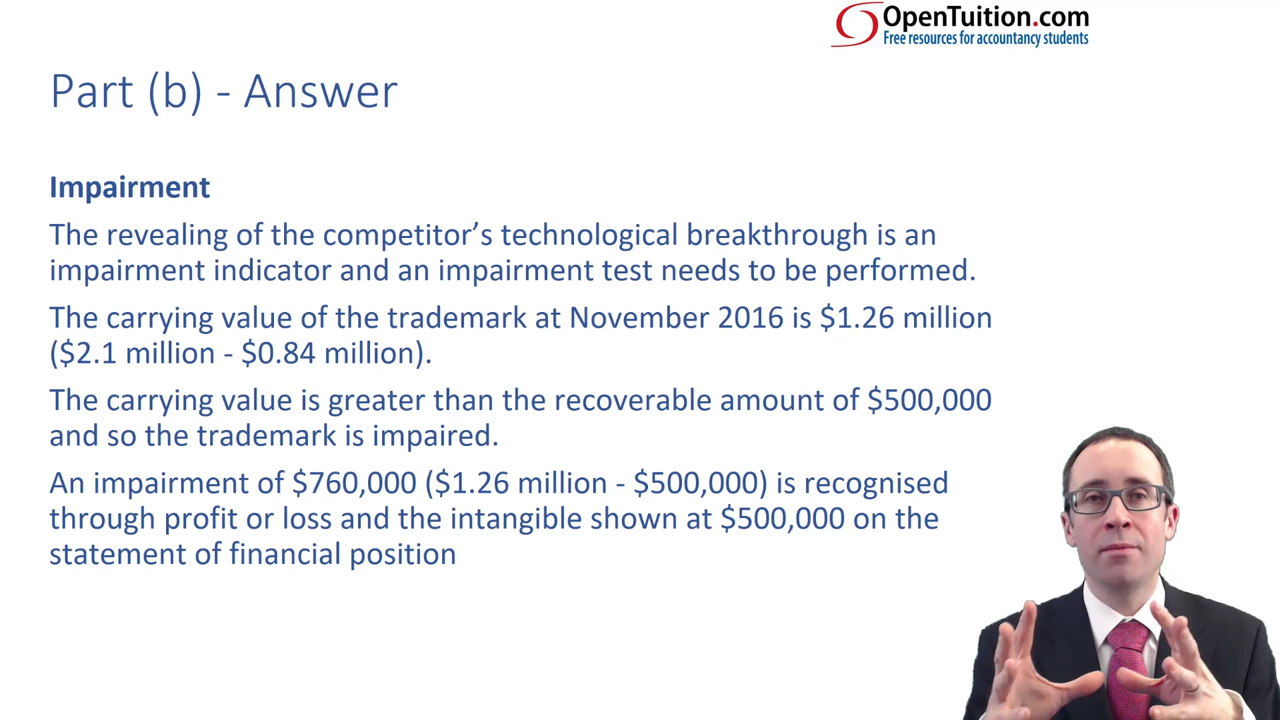 OpenTuition.com
Free resources for accountancy students
Part (b) - Answer
Impairment
The revealing of the competitor’s technological breakthrough is an
impairment indicator and an impairment test needs to be performed.
The carrying value of the trademark at November 2016 is $1.26 million
($2.1 million - $0.84 million).
The carrying value is greater than the recoverable amount of $500,000
and so the trademark is impaired.
An impairment of $760,000 ($1.26 million - $500,000) is recognised
through profit or loss and the intangible shown at $500,000 on the
statement of financial position